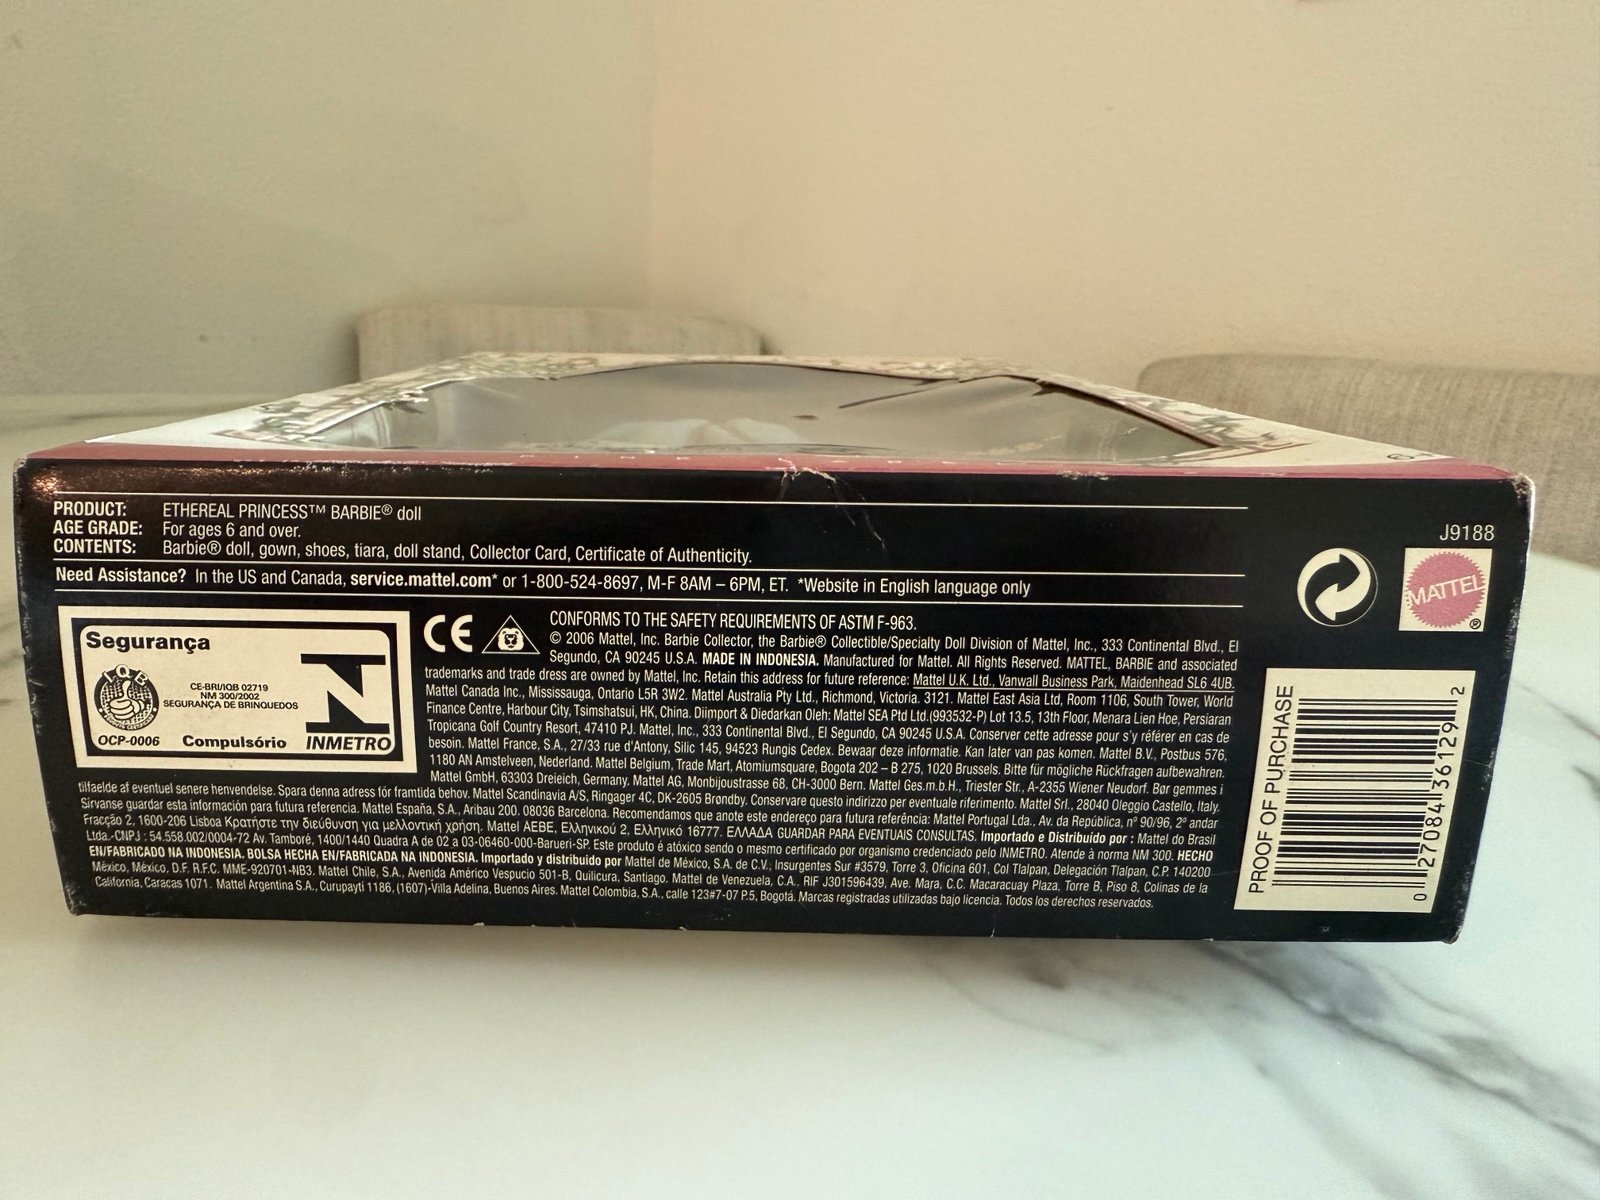 PRODUCT: ETHEREAL PRINCESS™ BARBIE® doll
AGE GRADE: For ages 6 and over.
CONTENTS: Barbie® doll, gown, shoes, tiara, doll stand, Collector Card, Certificate of Authenticity.
Need Assistance? In the US and Canada, service.mattel.com* or 1-800-524-8697, M-F 8AM – 6PM, ET. *Website in English language only
J9188
MATTEL®
Segurança
IQB
CE-BRI/IQB 02719
NM 300/2002
SEGURANÇA DE BRINQUEDOS
OCP-0006 Compulsório INMETRO
CE
CONFORMS TO THE SAFETY REQUIREMENTS OF ASTM F-963.
© 2006 Mattel, Inc. Barbie Collector, the Barbie® Collectible/Specialty Doll Division of Mattel, Inc., 333 Continental Blvd., El
Segundo, CA 90245 U.S.A. MADE IN INDONESIA. Manufactured for Mattel. All Rights Reserved. MATTEL, BARBIE and associated
trademarks and trade dress are owned by Mattel, Inc. Retain this address for future reference: Mattel U.K. Ltd., Vanwall Business Park, Maidenhead SL6 4UB.
Mattel Canada Inc., Mississauga, Ontario L5R 3W2. Mattel Australia Pty Ltd., Richmond, Victoria. 3121. Mattel East Asia Ltd, Room 1106, South Tower, World
Finance Centre, Harbour City, Tsimshatsui, HK, China. Diimport & Diedarkan Oleh: Mattel SEA Ptd Ltd.(993532-P) Lot 13.5, 13th Floor, Menara Lien Hoe, Persiaran
Tropicana Golf Country Resort, 47410 PJ. Mattel, Inc., 333 Continental Blvd., El Segundo, CA 90245 U.S.A. Conserver cette adresse pour s'y référer en cas de
besoin. Mattel France, S.A., 27/33 rue d'Antony, Silic 145, 94523 Rungis Cedex. Bewaar deze informatie. Kan later van pas komen. Mattel B.V., Postbus 576,
1180 AN Amstelveen, Nederland. Mattel Belgium, Trade Mart, Atomiumsquare, Bogota 202 – B 275, 1020 Brussels. Bitte für mögliche Rückfragen aufbewahren.
Mattel GmbH, 63303 Dreieich, Germany. Mattel AG, Monbijoustrasse 68, CH-3000 Bern. Mattel Ges.m.b.H., Triester Str., A-2355 Wiener Neudorf. Bør gemmes i
tilfaelde af eventuel senere henvendelse. Spara denna adress för framtida behov. Mattel Scandinavia A/S, Ringager 4C, DK-2605 Brondby. Conservare questo indirizzo per eventuale riferimento. Mattel Srl., 28040 Oleggio Castello, Italy.
Sírvanse guardar esta información para futura referencia. Mattel España, S.A., Aribau 200. 08036 Barcelona. Recomendamos que anote este endereço para futura referência: Mattel Portugal Lda., Av. da República, nº 90/96, 2º andar
Fracção 2, 1600-206 Lisboa Κρατήστε την διεύθυνση για μελλοντική χρήση. Mattel AEBE, Ελληνικού 2, Ελληνικό 16777. ΕΛΛΑΔΑ GUARDAR PARA EVENTUAIS CONSULTAS. Importado e Distribuído por : Mattel do Brasil
Ltda.-CNPJ : 54.558.002/0004-72 Av. Tamboré, 1400/1440 Quadra A de 02 a 03-06460-000-Barueri-SP. Este produto é atóxico sendo o mesmo certificado por organismo credenciado pelo INMETRO. Atende à norma NM 300. HECHO
EN/FABRICADO NA INDONESIA. BOLSA HECHA EN/FABRICADA NA INDONESIA. Importado y distribuido por Mattel de México, S.A. de C.V., Insurgentes Sur #3579, Torre 3, Oficina 601, Col Tlalpan, Delegación Tlalpan, C.P. 140200
México, México, D.F. R.F.C. MME-920701-NB3. Mattel Chile, S.A., Avenida Américo Vespucio 501-B, Quilicura, Santiago. Mattel de Venezuela, C.A., RIF J301596439, Ave. Mara, C.C. Macaracuay Plaza, Torre B, Piso 8, Colinas de la
California, Caracas 1071. Mattel Argentina S.A., Curupaytí 1186, (1607)-Villa Adelina, Buenos Aires. Mattel Colombia, S.A., calle 123#7-07 P.5, Bogotá. Marcas registradas utilizadas bajo licencia. Todos los derechos reservados.
PROOF OF PURCHASE
0 27084 36129 2